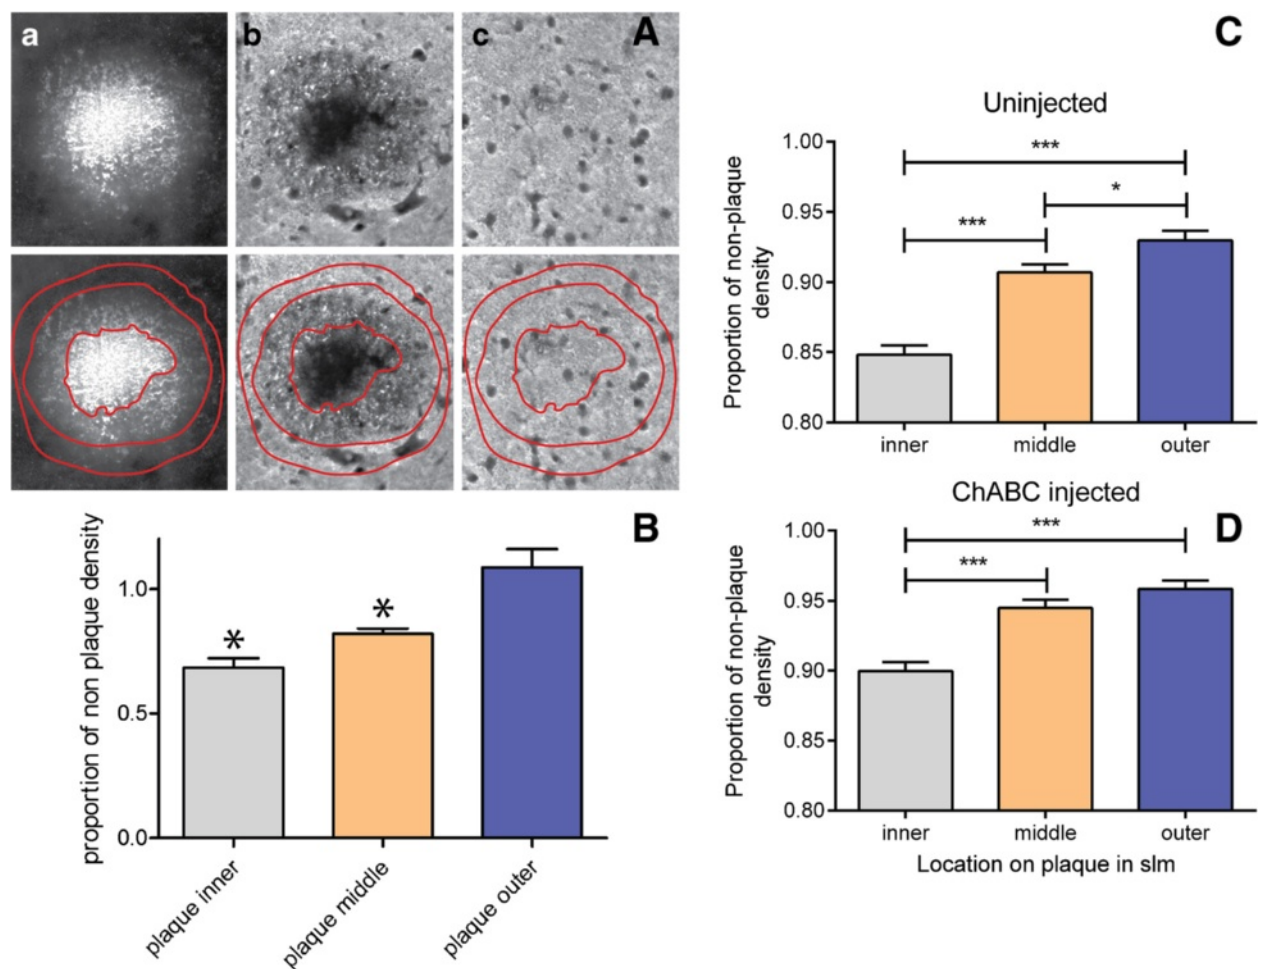 a
b
c
A
B
proportion of non plaque density
1.0
0.5
0.0
*
*
plaque inner
plaque middle
plaque outer
C
Uninjected
Proportion of non-plaque
density
1.00
0.95
0.90
0.85
0.80
***
*
***
inner
middle
outer
D
ChABC injected
Proportion of non-plaque
density
1.00
0.95
0.90
0.85
0.80
***
***
inner
middle
outer
Location on plaque in slm